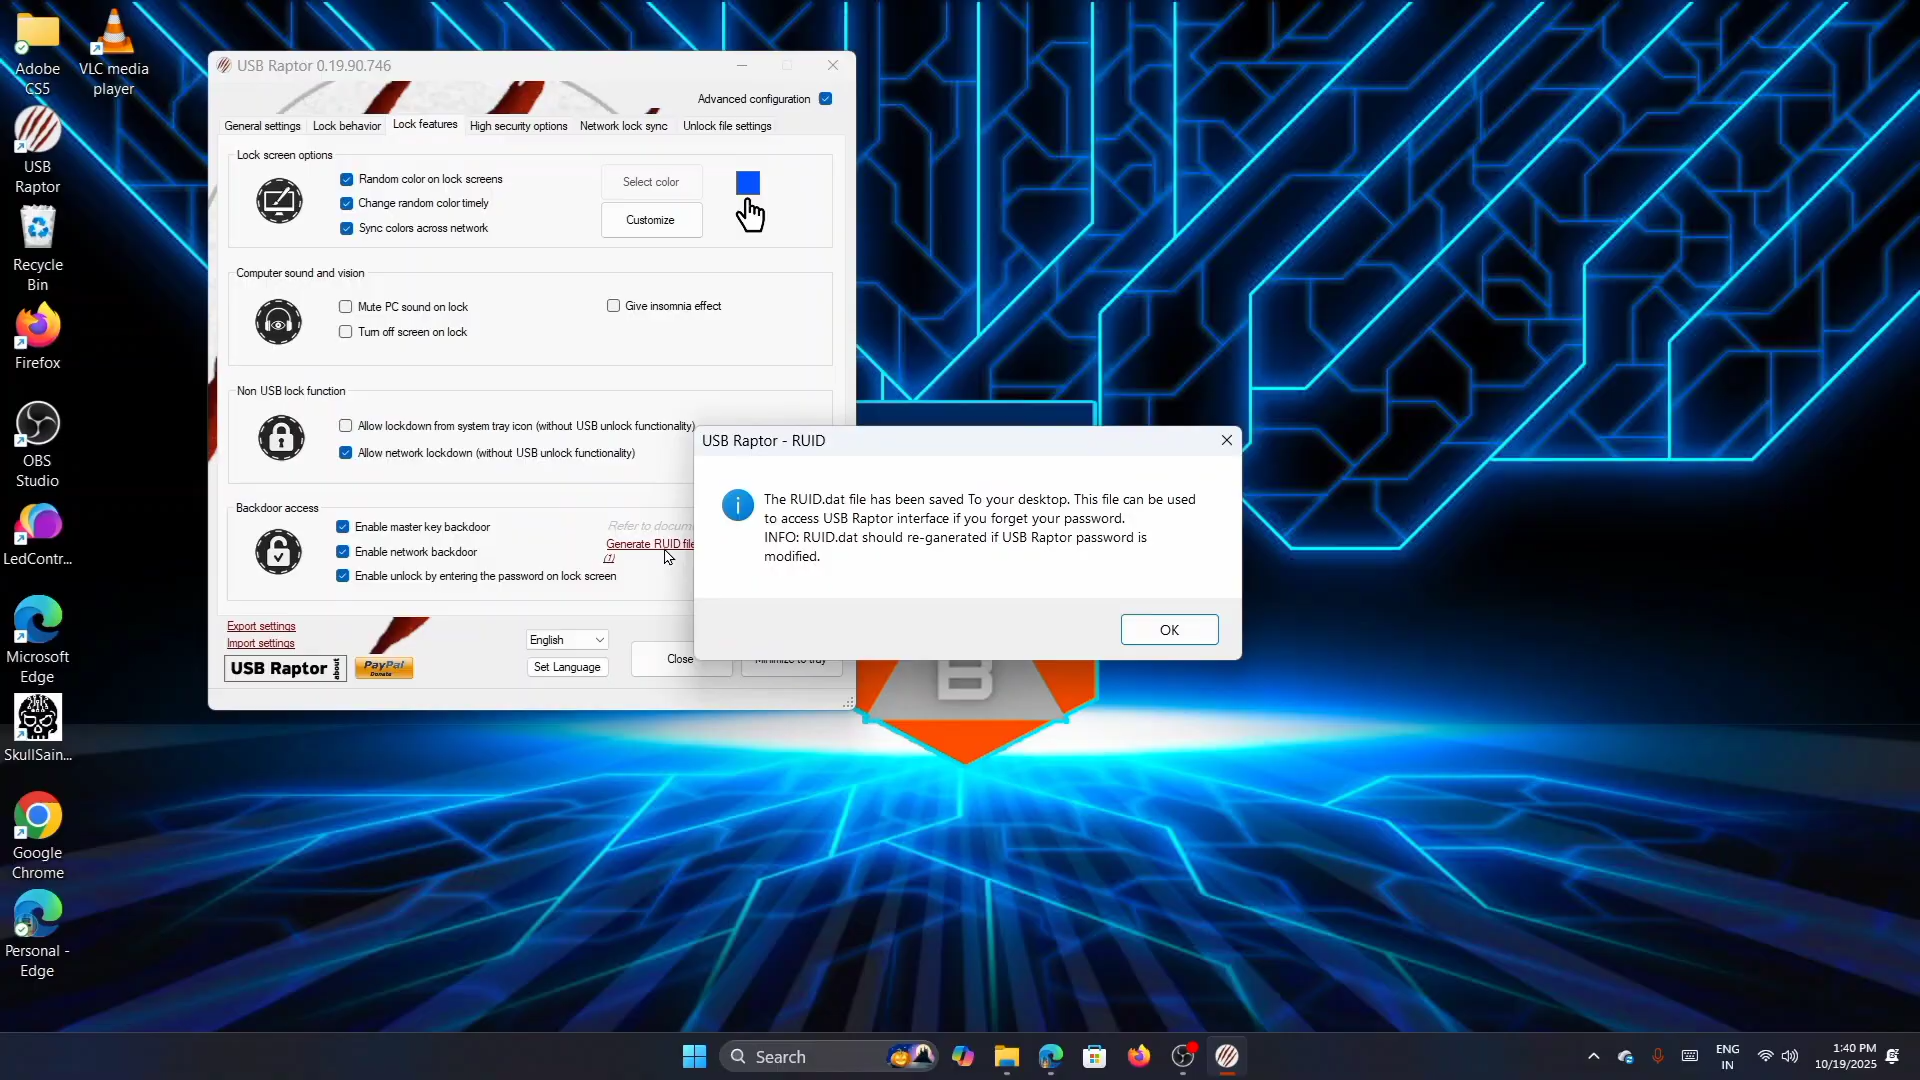 Adobe
CS5
VLC media
player
USB
Raptor
Recycle
Bin
Firefox
OBS
Studio
LedContr...
Microsoft
Edge
SkullSain...
Google
Chrome
Personal -
Edge
USB Raptor 0.19.90.746
Advanced configuration
General settings
Lock behavior
Lock features
High security options
Network lock sync
Unlock file settings
Lock screen options
Random color on lock screens
Change random color timely
Sync colors across network
Select color
Customize
Computer sound and vision
Mute PC sound on lock
Turn off screen on lock
Give insomnia effect
Non USB lock function
Allow lockdown from system tray icon (without USB unlock functionality)
Allow network lockdown (without USB unlock functionality)
Backdoor access
Enable master key backdoor
Enable network backdoor
Enable unlock by entering the password on lock screen
Refer to
Generate RUID file
(1)
Export settings
Import settings
USB Raptor about
PayPal
Donate
English
Set Language
Close
Minimize to tray
USB Raptor - RUID
The RUID.dat file has been saved To your desktop. This file can be used
to access USB Raptor interface if you forget your password.
INFO: RUID.dat should re-ganerated if USB Raptor password is
modified.
OK
B
Search
ENG
IN
1:40 PM
10/19/2025